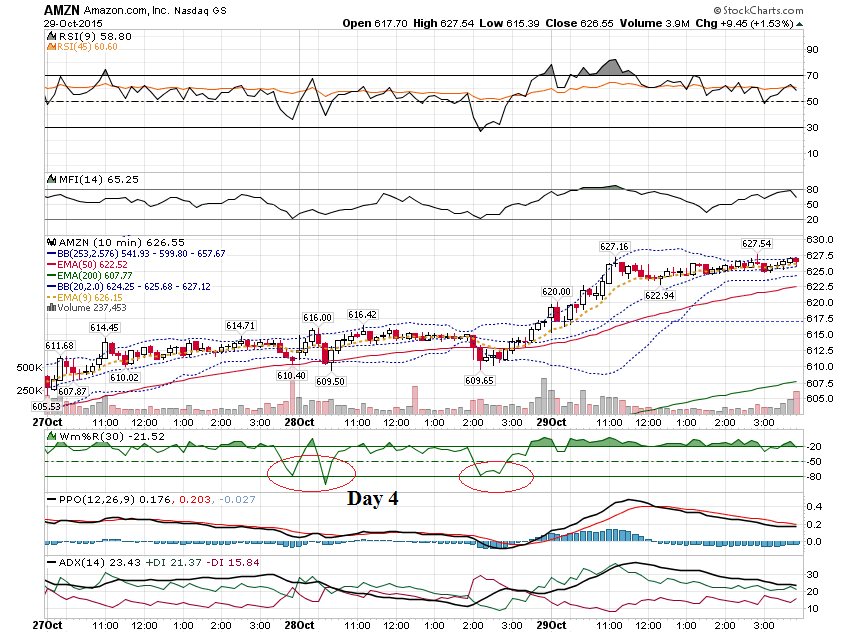 AMZN Amazon.com, Inc. Nasdaq GS
© StockCharts.com
29-Oct-2015
Open 617.70 High 627.54 Low 615.39 Close 626.55 Volume 3.9M Chg +9.45 (+1.53%)
RSI(9) 58.80
RSI(45) 60.60
90
70
50
30
10
MFI(14) 65.25
80
50
20
AMZN (10 min) 626.55
BB(253,2.576) 541.93 - 599.80 - 657.67
EMA(50) 622.52
EMA(200) 607.77
BB(20,2.0) 624.25 - 625.68 - 627.12
EMA(9) 626.15
Volume 237,453
630.0
627.5
625.0
622.5
620.0
617.5
615.0
612.5
610.0
607.5
605.0
500K
250K
611.68
607.87
605.53
614.45
610.02
614.71
610.40
616.00
609.50
616.42
609.65
620.00
627.16
622.94
627.54
27Oct 11:00 12:00 1:00 2:00 3:00 28Oct 11:00 12:00 1:00 2:00 3:00 29Oct 11:00 12:00 1:00 2:00 3:00
Wm%R(30) -21.52
-20
-50
-80
Day 4
PPO(12,26,9) 0.176, 0.203, -0.027
0.4
0.2
0.0
ADX(14) 23.43 +DI 21.37 -DI 15.84
30
20
10
27Oct 11:00 12:00 1:00 2:00 3:00 28Oct 11:00 12:00 1:00 2:00 3:00 29Oct 11:00 12:00 1:00 2:00 3:00